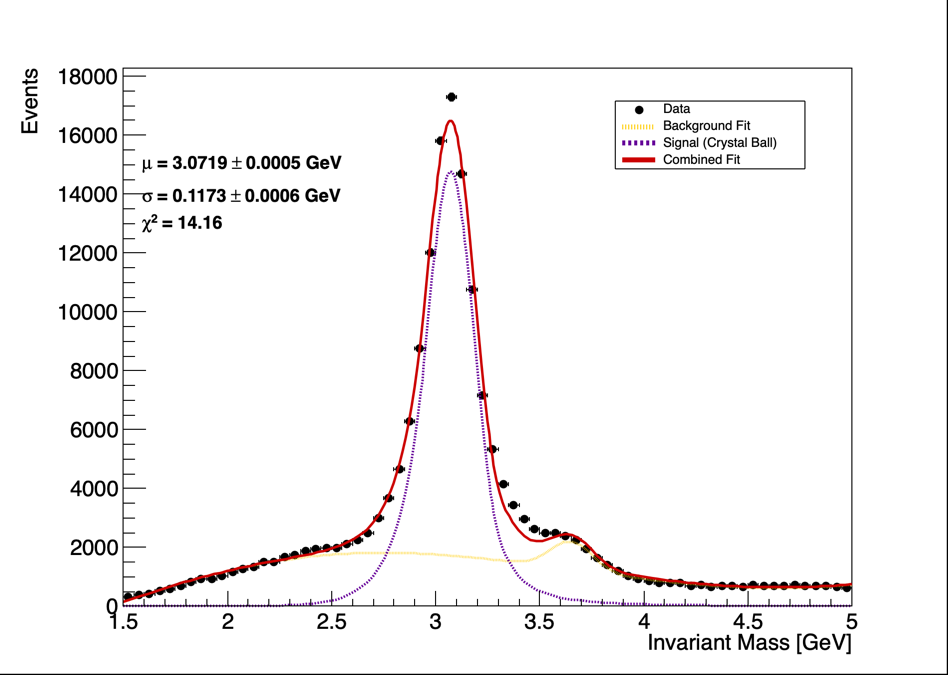 Events
18000
16000
14000
12000
10000
8000
6000
4000
2000
0
μ = 3.0719 ± 0.0005 GeV
σ = 0.1173 ± 0.0006 GeV
χ² = 14.16
Data
Background Fit
Signal (Crystal Ball)
Combined Fit
1.5 2 2.5 3 3.5 4 4.5 5
Invariant Mass [GeV]